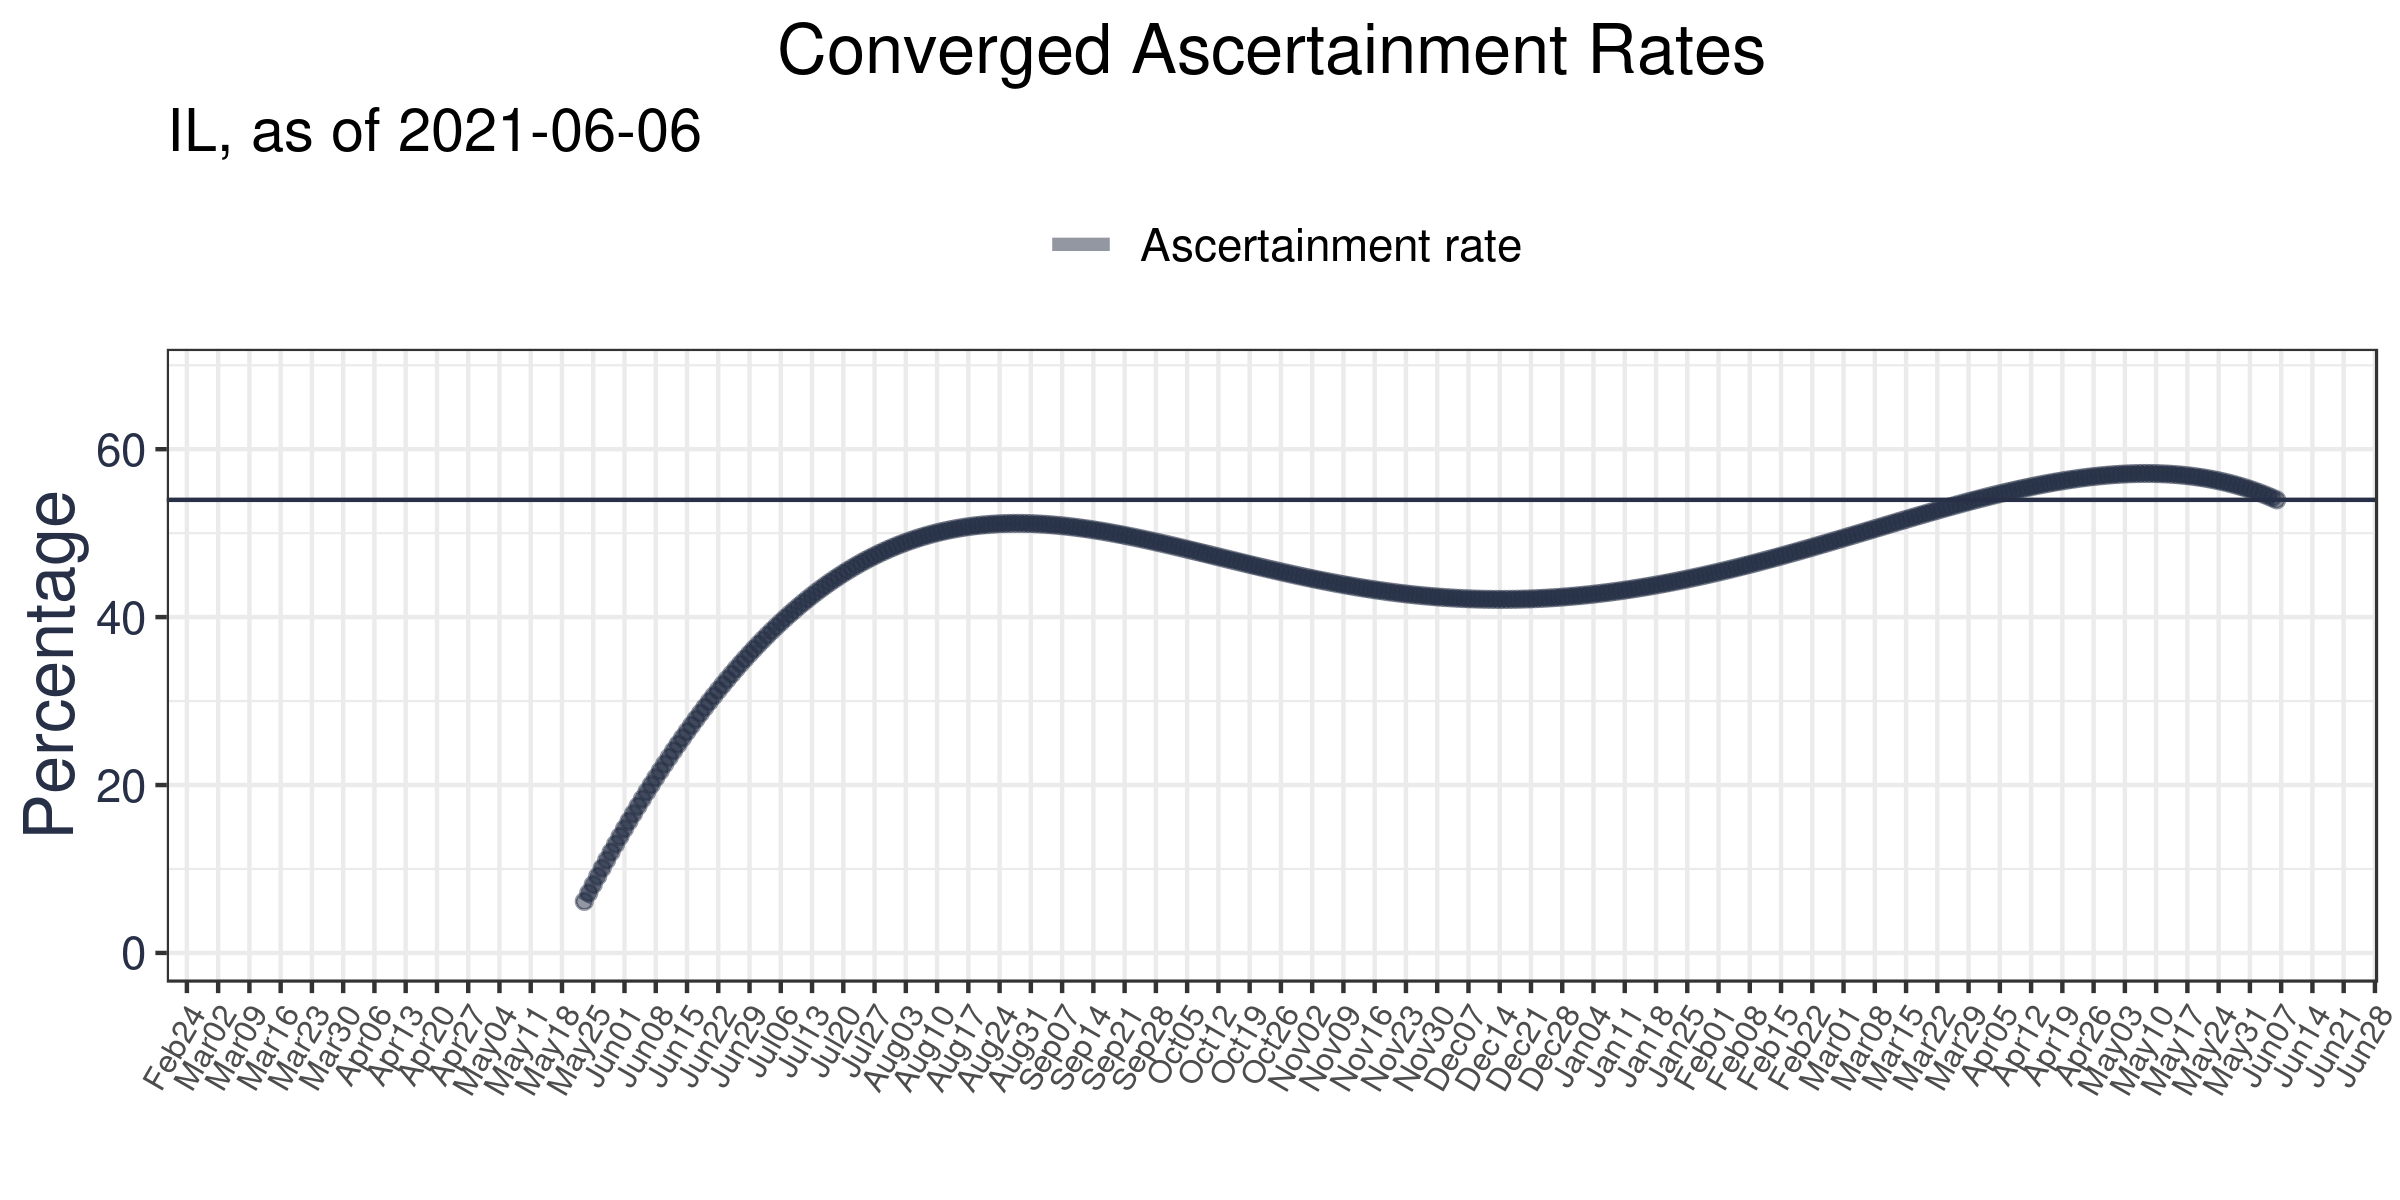 Converged Ascertainment Rates
IL, as of 2021-06-06
Ascertainment rate
Percentage
60
40
20
0
Feb24
Mar02
Mar09
Mar16
Mar23
Mar30
Apr06
Apr13
Apr20
Apr27
May04
May11
May18
May25
Jun01
Jun08
Jun15
Jun22
Jun29
Jul06
Jul13
Jul20
Jul27
Aug03
Aug10
Aug17
Aug24
Aug31
Sep07
Sep14
Sep21
Sep28
Oct05
Oct12
Oct19
Oct26
Nov02
Nov09
Nov16
Nov23
Nov30
Dec07
Dec14
Dec21
Dec28
Jan04
Jan11
Jan18
Jan25
Feb01
Feb08
Feb15
Feb22
Mar01
Mar08
Mar15
Mar22
Mar29
Apr05
Apr12
Apr19
Apr26
May03
May10
May17
May24
May31
Jun07
Jun14
Jun21
Jun28